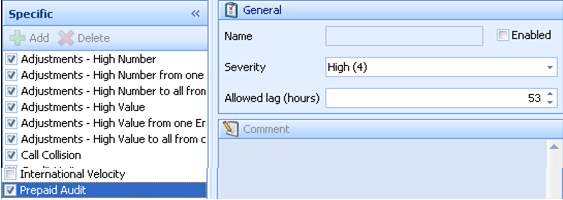 Specific
Add Delete
Adjustments - High Number
Adjustments - High Number from one
Adjustments - High Number to all from
Adjustments - High Value
Adjustments - High Value from one Er
Adjustments - High Value to all from c
Call Collision
International Velocity
Prepaid Audit
General
Name Enabled
Severity High (4)
Allowed lag (hours) 53
Comment